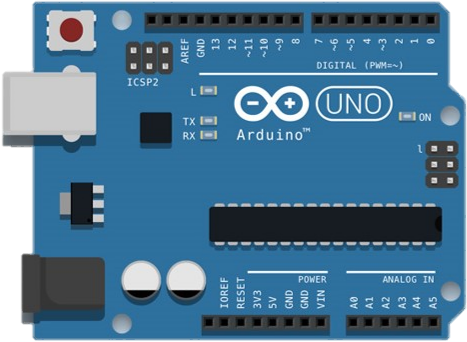 AREF
GND
13
12
~11
~10
~9
8
7
~6
~5
4
~3
2
1
0
DIGITAL (PWM=~)
ICSP2
L
TX
RX
UNO
Arduino™
ON
l
POWER
ANALOG IN
IOREF
RESET
3V3
5V
GND
GND
VIN
A0
A1
A2
A3
A4
A5